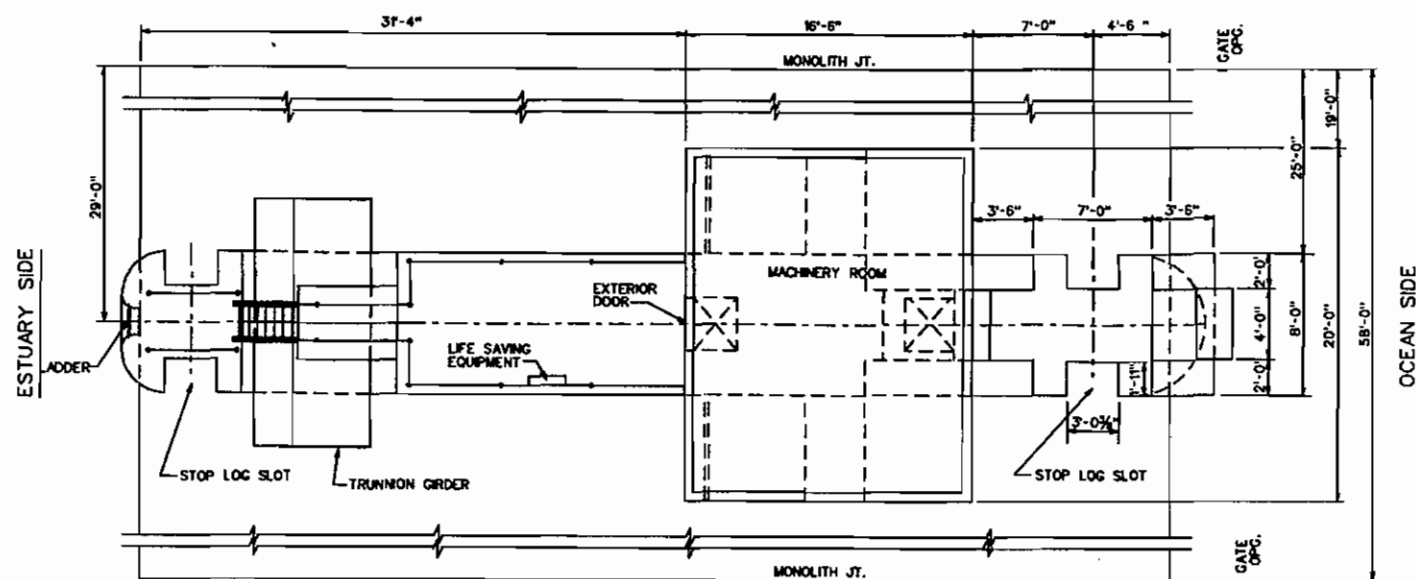 31'-4"
16'-6"
7'-0"
4'-6"
GATE
OPG.
MONOLITH JT.
29'-0"
25'-0"
19'-0"
3'-6"
7'-0"
3'-6"
ESTUARY SIDE
MACHINERY ROOM
EXTERIOR
DOOR
2'-0"
4'-0"
8'-0"
20'-0"
58'-0"
OCEAN SIDE
ADDER
LIFE SAVING
EQUIPMENT
1'-11"
2'-0"
STOP LOG SLOT
TRUNNION GIRDER
STOP LOG SLOT
GATE
OPG.
MONOLITH JT.